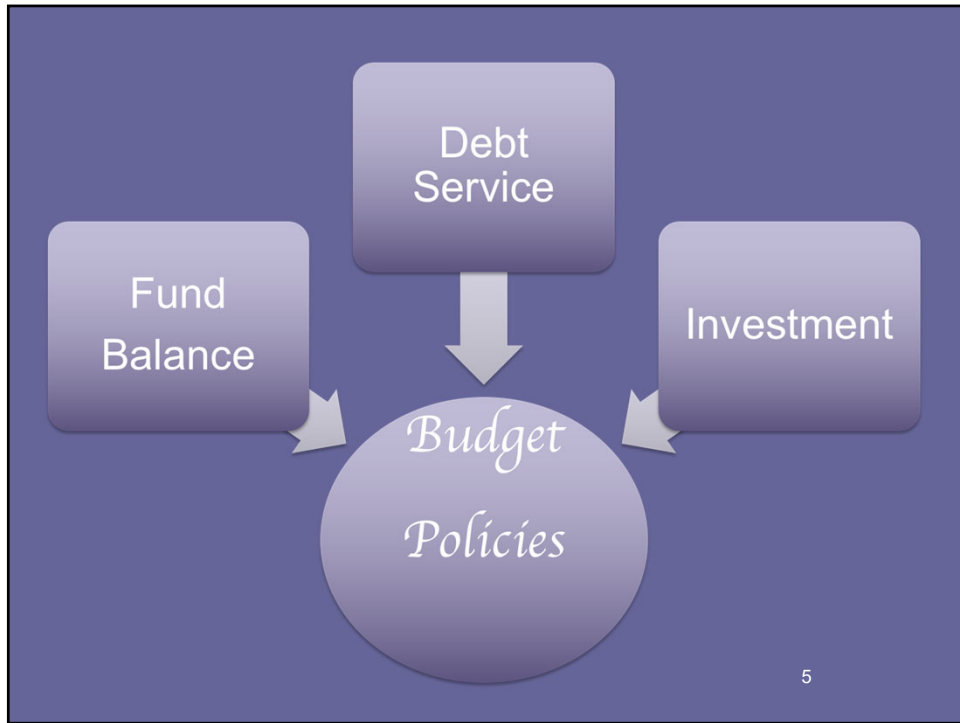 Debt
Service
Fund
Balance
Investment
Budget
Policies
5